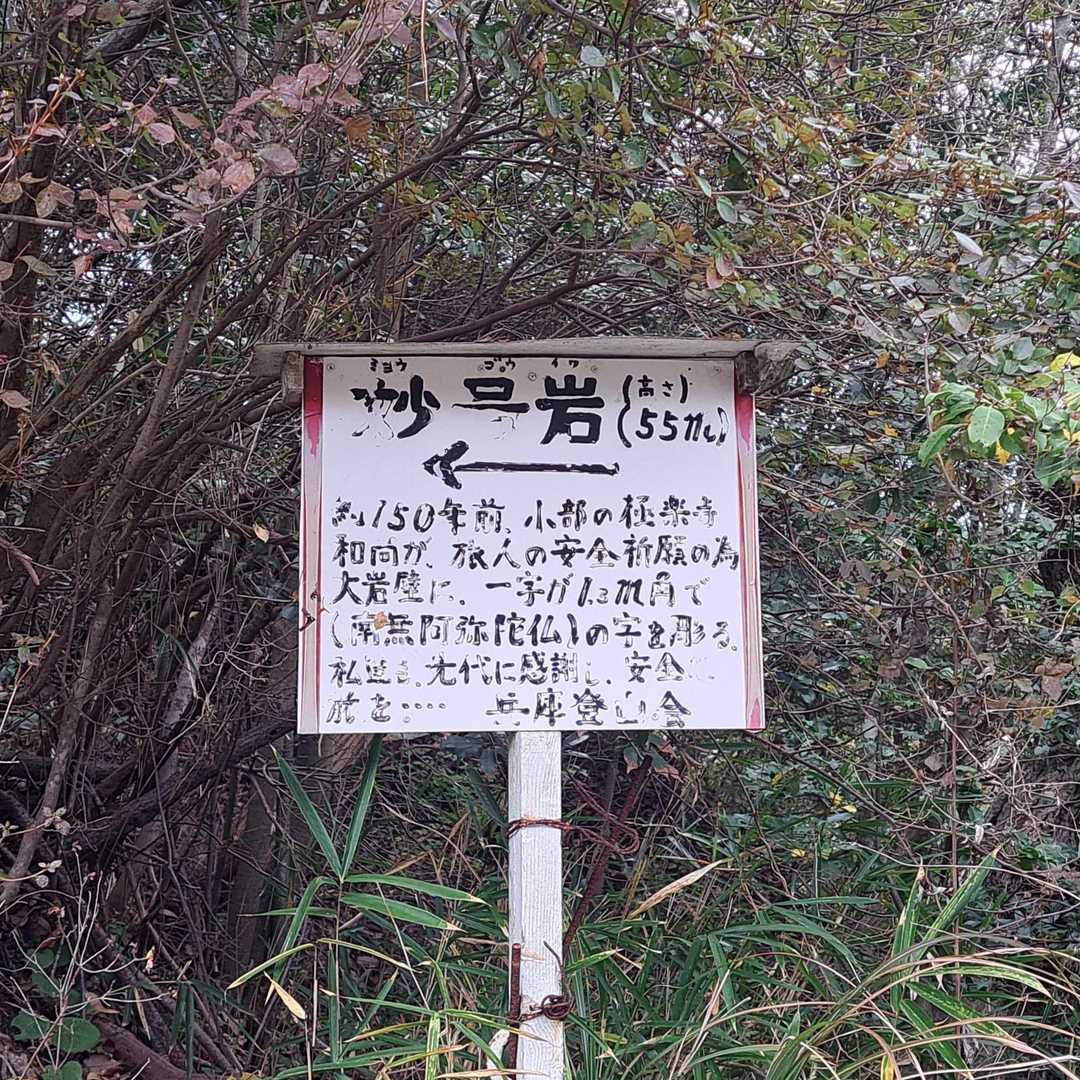 ミョウ ゴウ イワ
妙号岩 (高さ 55m)
約150年前、小部の極楽寺
和尚が、旅人の安全祈願の為
大岩壁に、一字が1.2m角で
(南無阿弥陀仏)の字を彫る。
私達も、先代に感謝し、安全に
旅を‥‥ 兵庫登山会